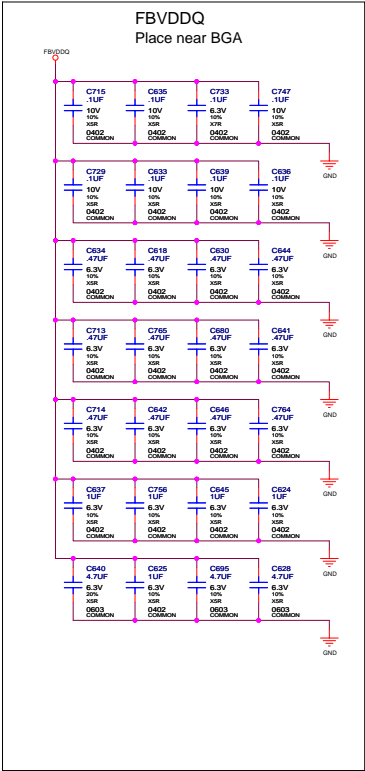 FBVDDQ
Place near BGA
FBVDDQ
C715 C635 C733 C747
.1UF .1UF .1UF .1UF
10V 10V 6.3V 10V
10% 10% 10% 10%
X5R X5R X7R X5R
0402 0402 0402 0402
COMMON COMMON COMMON COMMON
GND
C729 C633 C639 C636
.1UF .1UF .1UF .1UF
10V 10V 10V 10V
10% 10% 10% 10%
X5R X5R X5R X5R
0402 0402 0402 0402
COMMON COMMON COMMON COMMON
GND
C634 C618 C630 C644
.47UF .47UF .47UF .47UF
6.3V 6.3V 6.3V 6.3V
10% 10% 10% 10%
X5R X5R X5R X5R
0402 0402 0402 0402
COMMON COMMON COMMON COMMON
GND
C713 C765 C680 C641
.47UF .47UF .47UF .47UF
6.3V 6.3V 6.3V 6.3V
10% 10% 10% 10%
X5R X5R X5R X5R
0402 0402 0402 0402
COMMON COMMON COMMON COMMON
GND
C714 C642 C646 C764
.47UF .47UF .47UF .47UF
6.3V 6.3V 6.3V 6.3V
10% 10% 10% 10%
X5R X5R X5R X5R
0402 0402 0402 0402
COMMON COMMON COMMON COMMON
GND
C637 C756 C645 C624
1UF 1UF 1UF 1UF
6.3V 6.3V 6.3V 6.3V
10% 10% 10% 10%
X5R X5R X5R X5R
0402 0402 0402 0402
COMMON COMMON COMMON COMMON
GND
C640 C625 C695 C628
4.7UF 1UF 4.7UF 4.7UF
6.3V 6.3V 6.3V 6.3V
20% 10% 10% 10%
X5R X5R X5R X5R
0603 0402 0603 0603
COMMON COMMON COMMON COMMON
GND